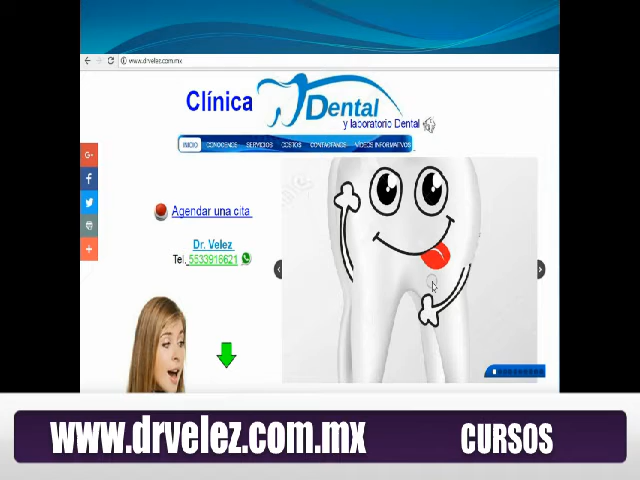 www.drvelez.com.mx
Clínica
Dental
y laboratorio Dental
INICIO CONOCENOS SERVICIOS COSTOS CONTACTANOS VÍDEOS INFORMATIVOS
G+
Agendar una cita
Dr. Velez
Tel. 5533916621
www.drvelez.com.mx CURSOS